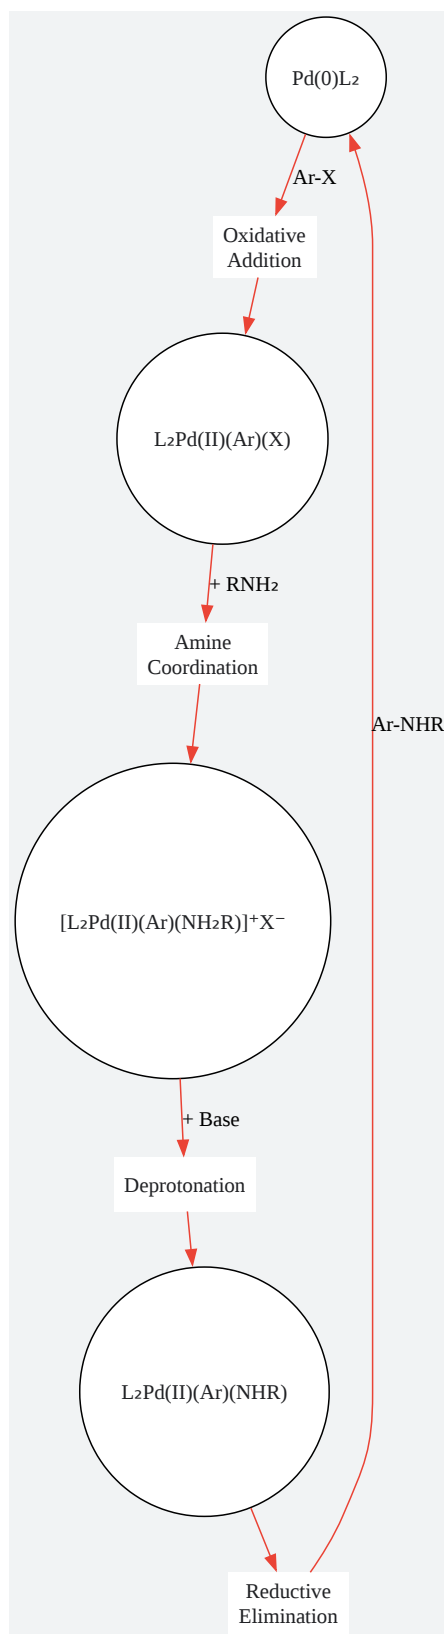 Pd(0)L₂
Ar-X
Oxidative
Addition
L₂Pd(II)(Ar)(X)
+ RNH₂
Amine
Coordination
Ar-NHR
[L₂Pd(II)(Ar)(NH₂R)]⁺X⁻
+ Base
Deprotonation
L₂Pd(II)(Ar)(NHR)
Reductive
Elimination